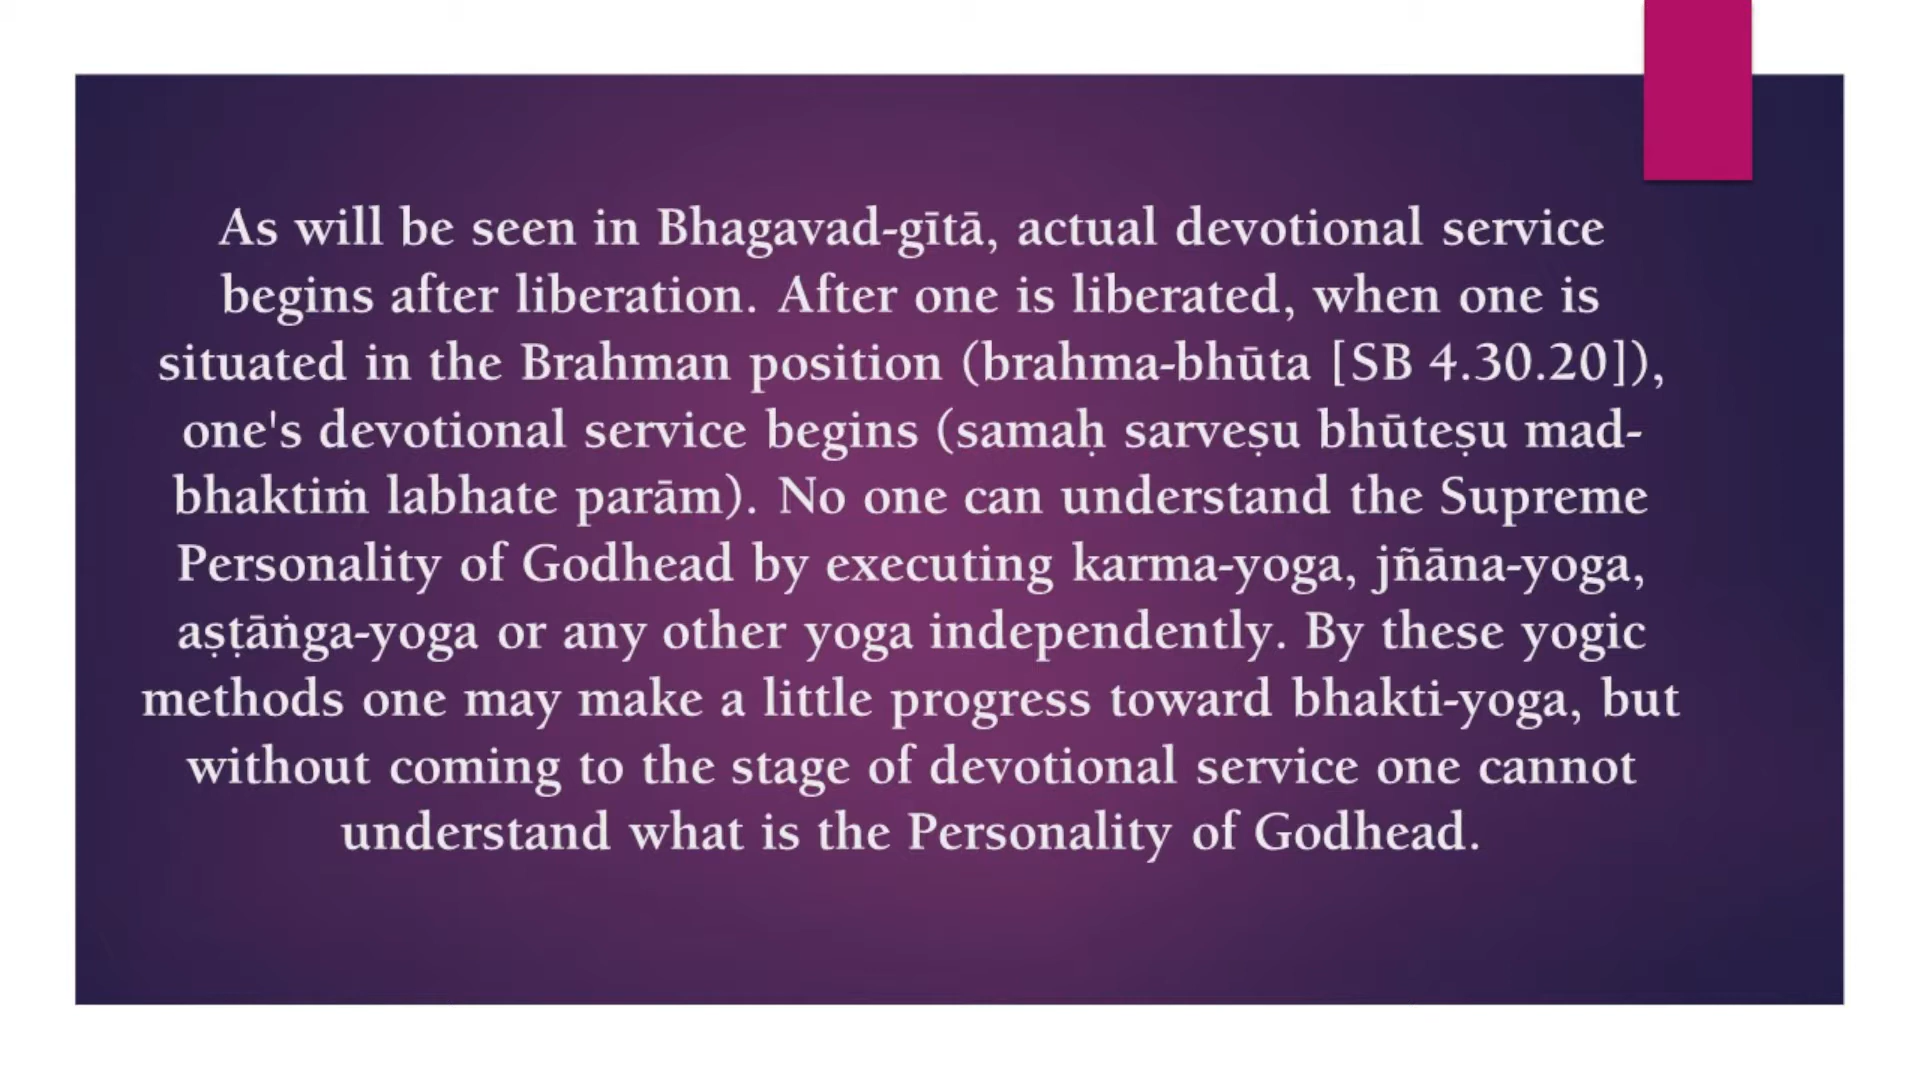 As will be seen in Bhagavad-gītā, actual devotional service
begins after liberation. After one is liberated, when one is
situated in the Brahman position (brahma-bhūta [SB 4.30.20]),
one's devotional service begins (samaḥ sarveṣu bhūteṣu mad-
bhaktiṁ labhate parām). No one can understand the Supreme
Personality of Godhead by executing karma-yoga, jñāna-yoga,
aṣṭāṅga-yoga or any other yoga independently. By these yogic
methods one may make a little progress toward bhakti-yoga, but
without coming to the stage of devotional service one cannot
understand what is the Personality of Godhead.